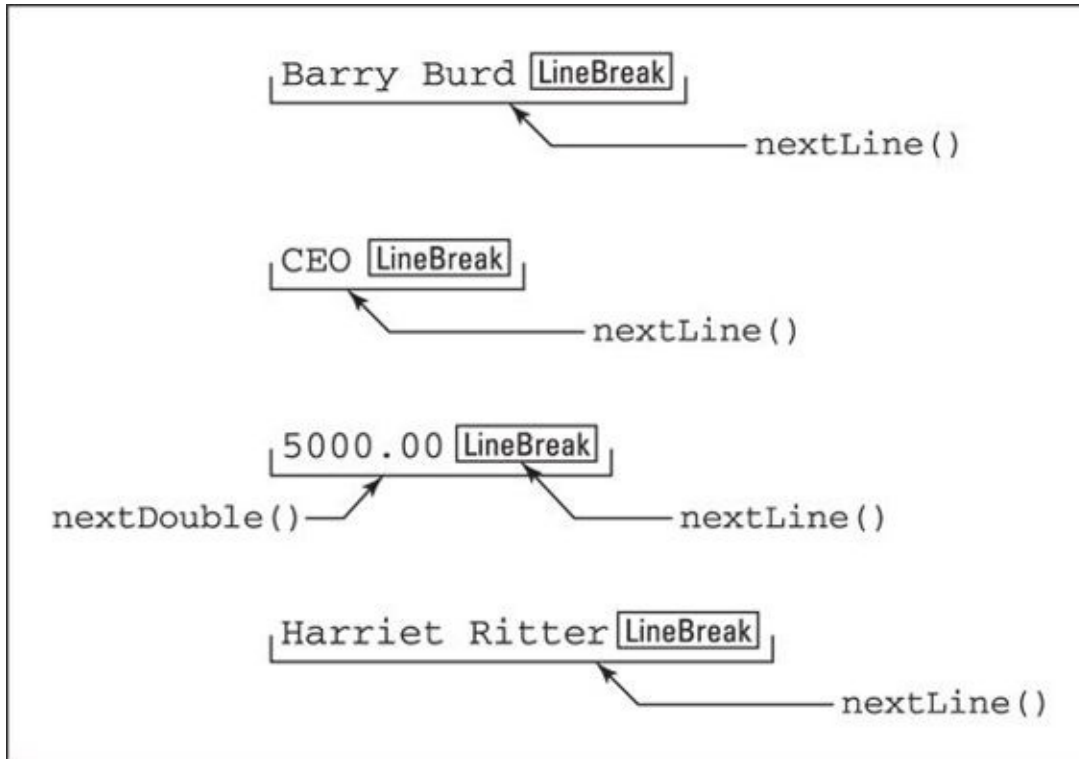 Barry Burd LineBreak
nextLine()
CEO LineBreak
nextLine()
5000.00 LineBreak
nextDouble() nextLine()
Harriet Ritter LineBreak
nextLine()